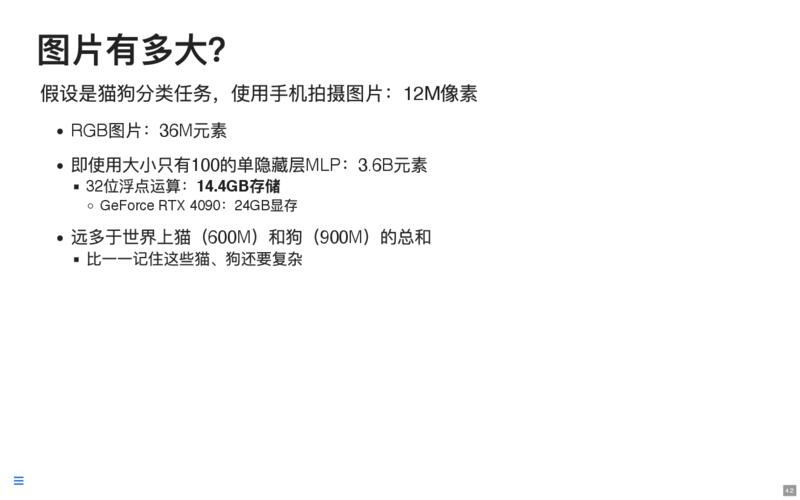 图片有多大?
假设是猫狗分类任务，使用手机拍摄图片：12M像素
RGB图片：36M元素
即使用大小只有100的单隐藏层MLP：3.6B元素
32位浮点运算：14.4GB存储
GeForce RTX 4090：24GB显存
远多于世界上猫（600M）和狗（900M）的总和
比一一记住这些猫、狗还要复杂
4.2